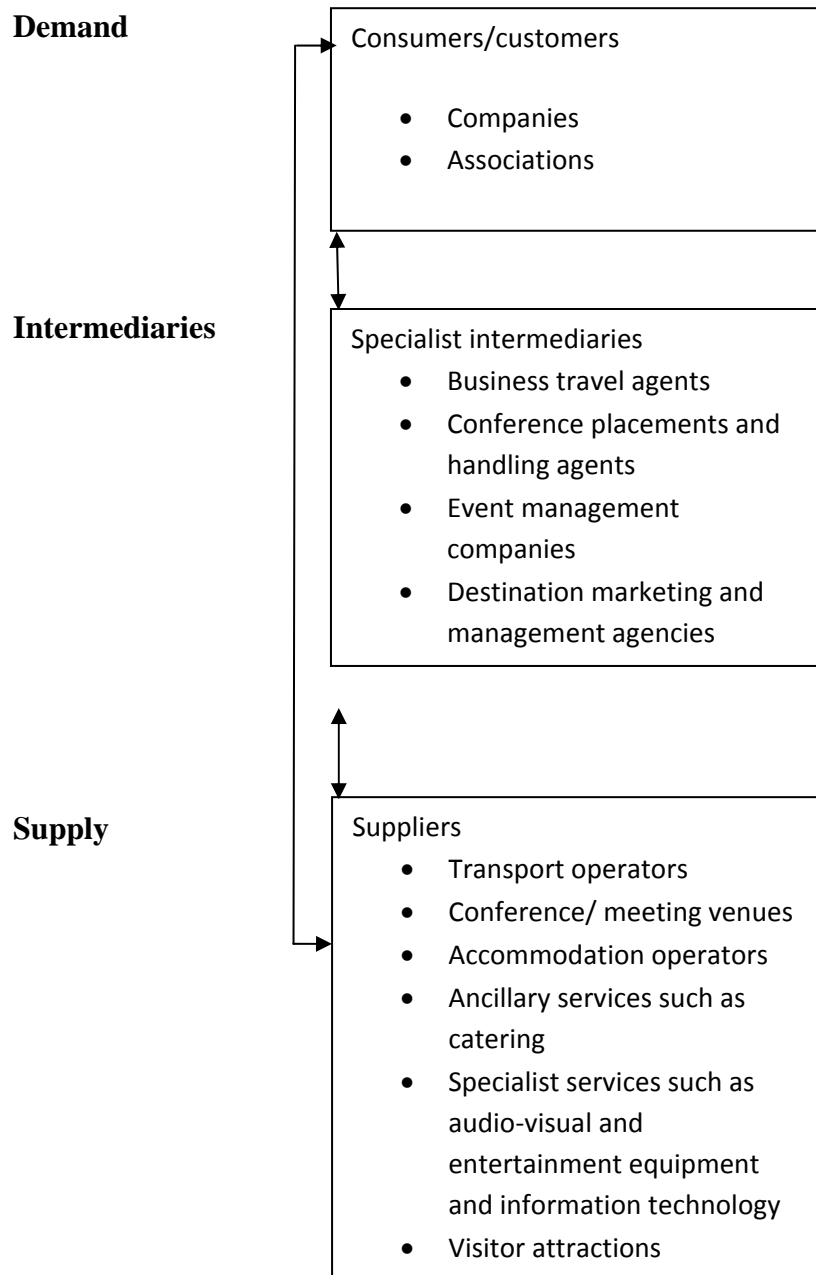 Demand
Consumers/customers
• Companies
• Associations
Intermediaries
Specialist intermediaries
• Business travel agents
• Conference placements and
handling agents
• Event management
companies
• Destination marketing and
management agencies
Supply
Suppliers
• Transport operators
• Conference/ meeting venues
• Accommodation operators
• Ancillary services such as
catering
• Specialist services such as
audio-visual and
entertainment equipment
and information technology
• Visitor attractions